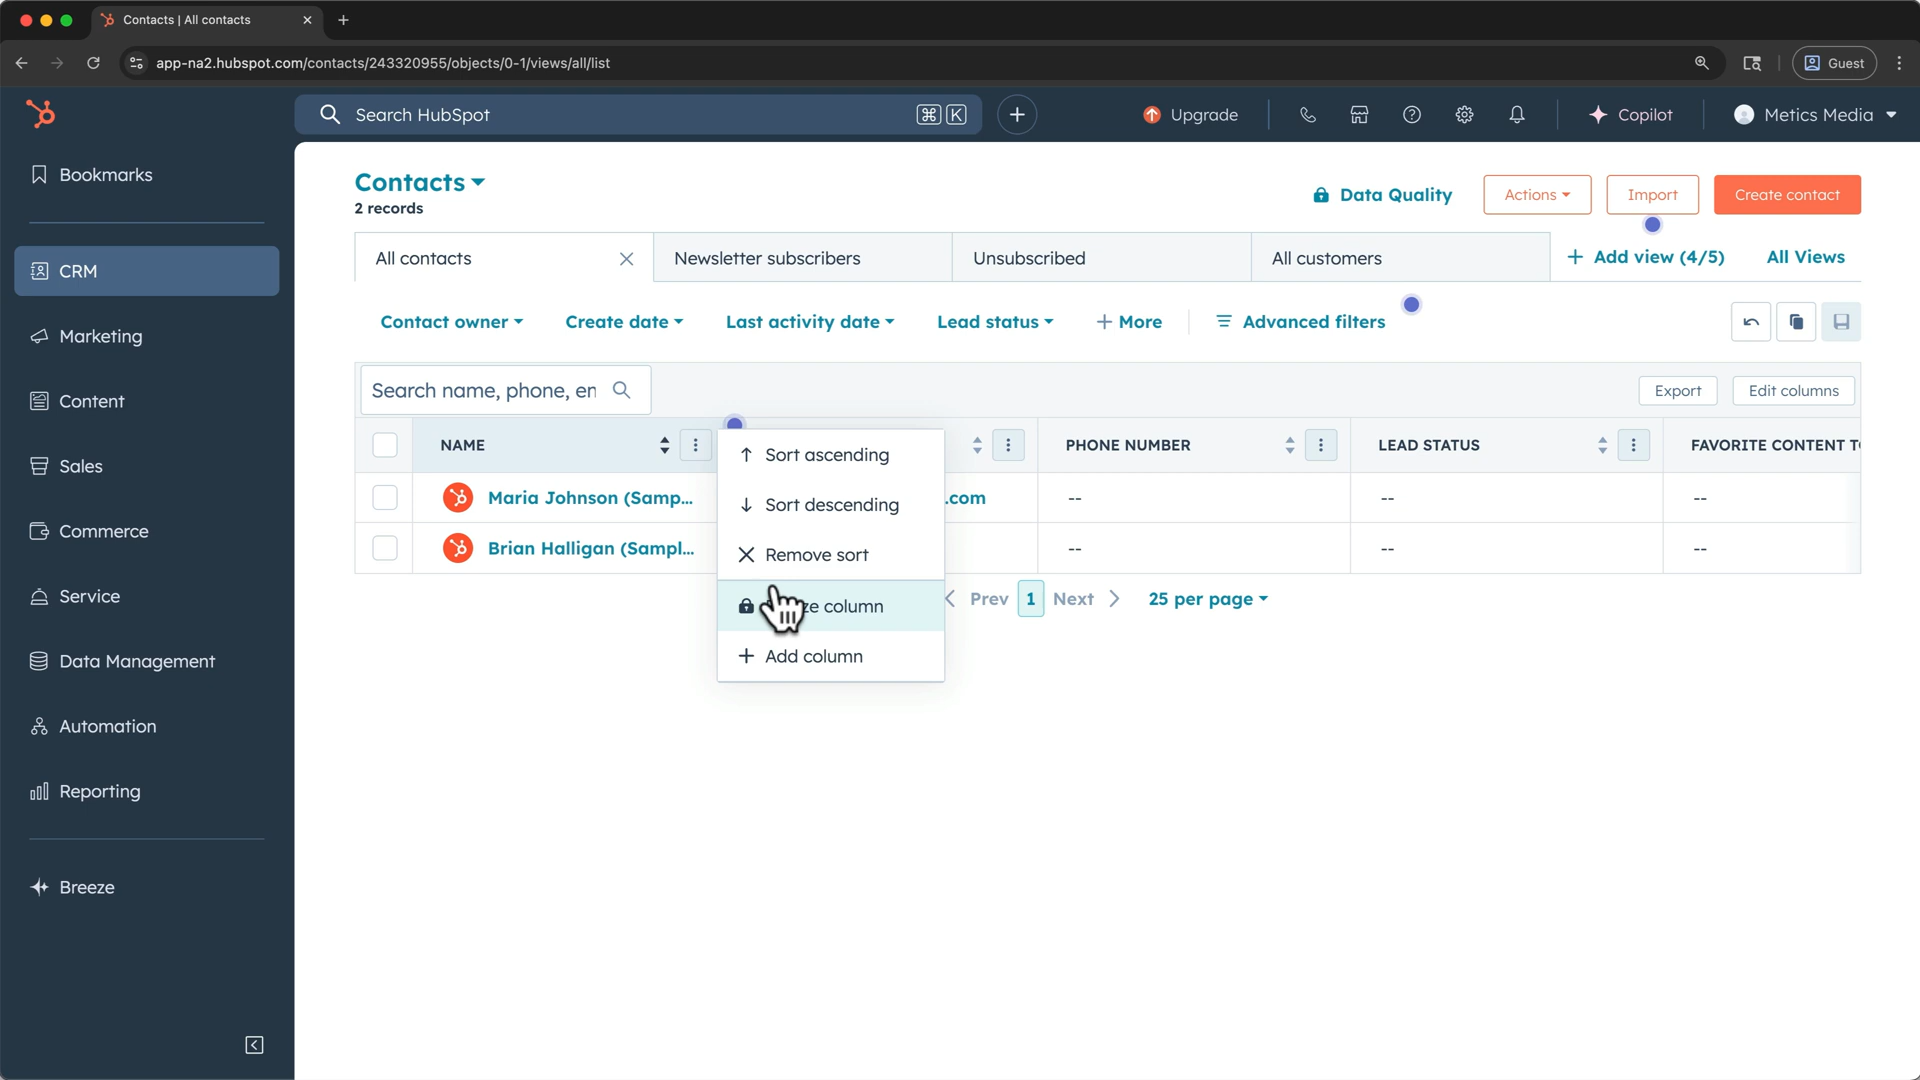 Contacts | All contacts
app-na2.hubspot.com/contacts/243320955/objects/0-1/views/all/list
Guest
Search HubSpot
⌘ K
Upgrade
Copilot
Metics Media
Bookmarks
CRM
Marketing
Content
Sales
Commerce
Service
Data Management
Automation
Reporting
Breeze
Contacts
2 records
Data Quality
Actions
Import
Create contact
All contacts
Newsletter subscribers
Unsubscribed
All customers
+ Add view (4/5)
All Views
Contact owner
Create date
Last activity date
Lead status
+ More
Advanced filters
Search name, phone, en
Export
Edit columns
NAME
PHONE NUMBER
LEAD STATUS
FAVORITE CONTENT T
Maria Johnson (Samp...
.com
--
--
--
Brian Halligan (Sampl...
--
--
--
Sort ascending
Sort descending
Remove sort
ze column
Add column
Prev
1
Next
25 per page